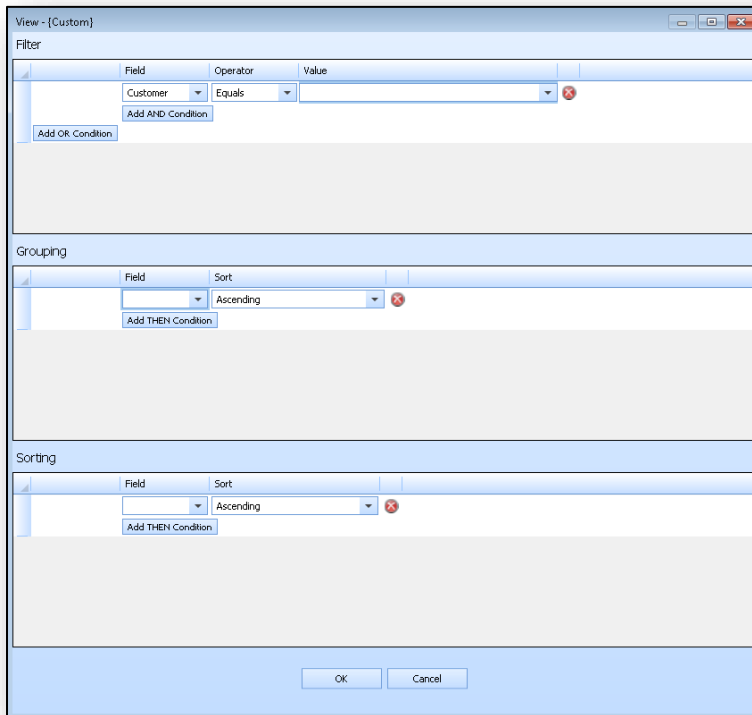 View - {Custom}
Filter
Field Operator Value
Customer Equals
Add AND Condition
Add OR Condition
Grouping
Field Sort
Ascending
Add THEN Condition
Sorting
Field Sort
Ascending
Add THEN Condition
OK Cancel